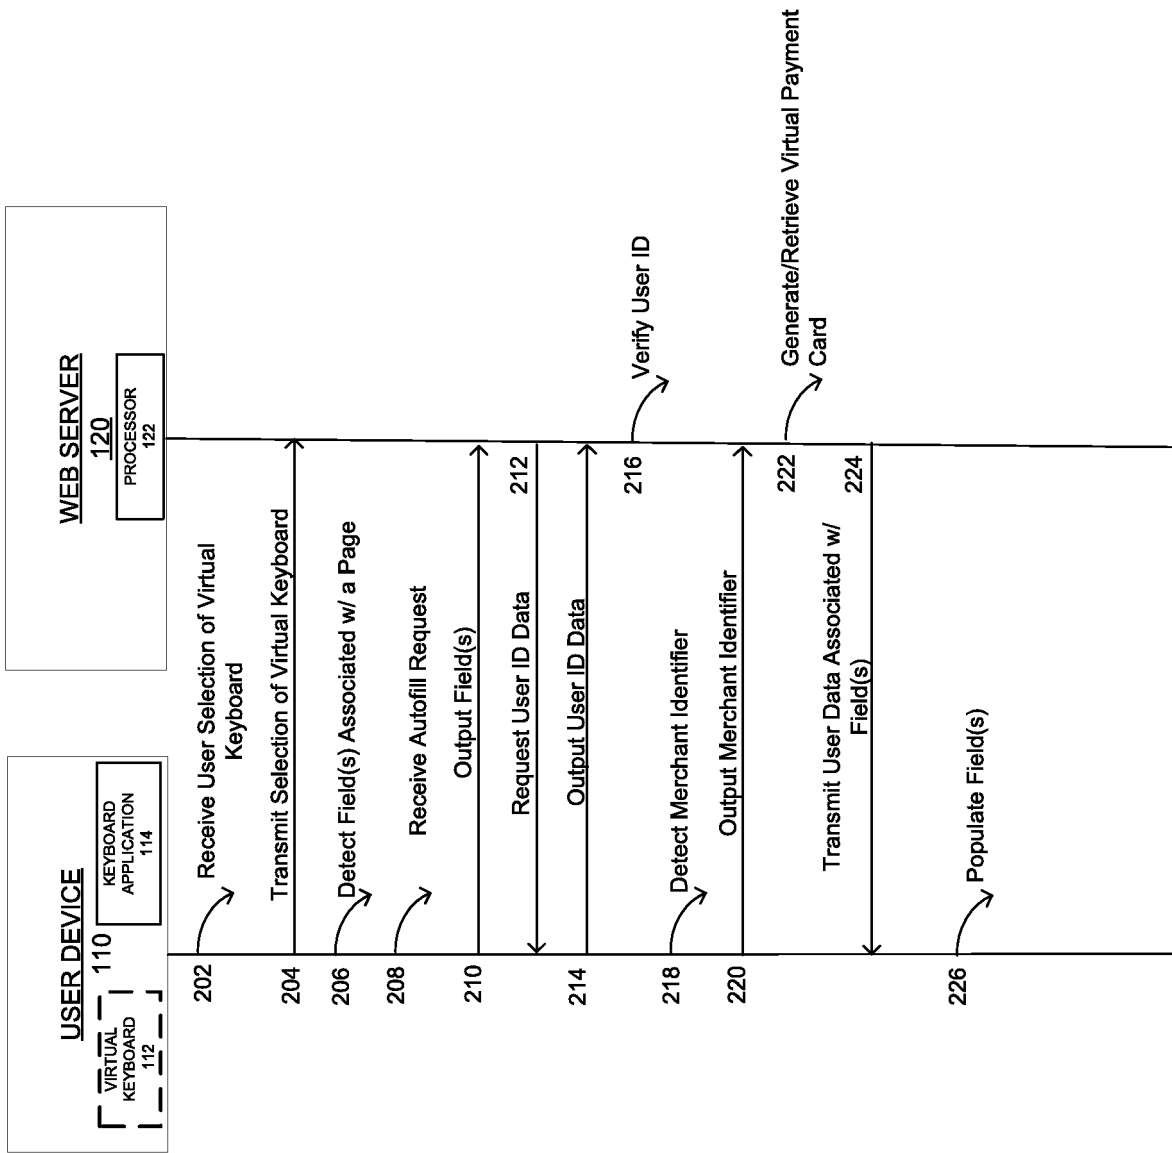 USER DEVICE
110
VIRTUAL
KEYBOARD
112
KEYBOARD
APPLICATION
114
WEB SERVER
120
PROCESSOR
122
202
Receive User Selection of Virtual
Keyboard
204
Transmit Selection of Virtual Keyboard
206
Detect Field(s) Associated w/ a Page
208
Receive Autofill Request
210
Output Field(s)
212
Request User ID Data
214
Output User ID Data
216
Verify User ID
218
Detect Merchant Identifier
220
Output Merchant Identifier
222
Generate/Retrieve Virtual Payment
Card
224
Transmit User Data Associated w/
Field(s)
226
Populate Field(s)